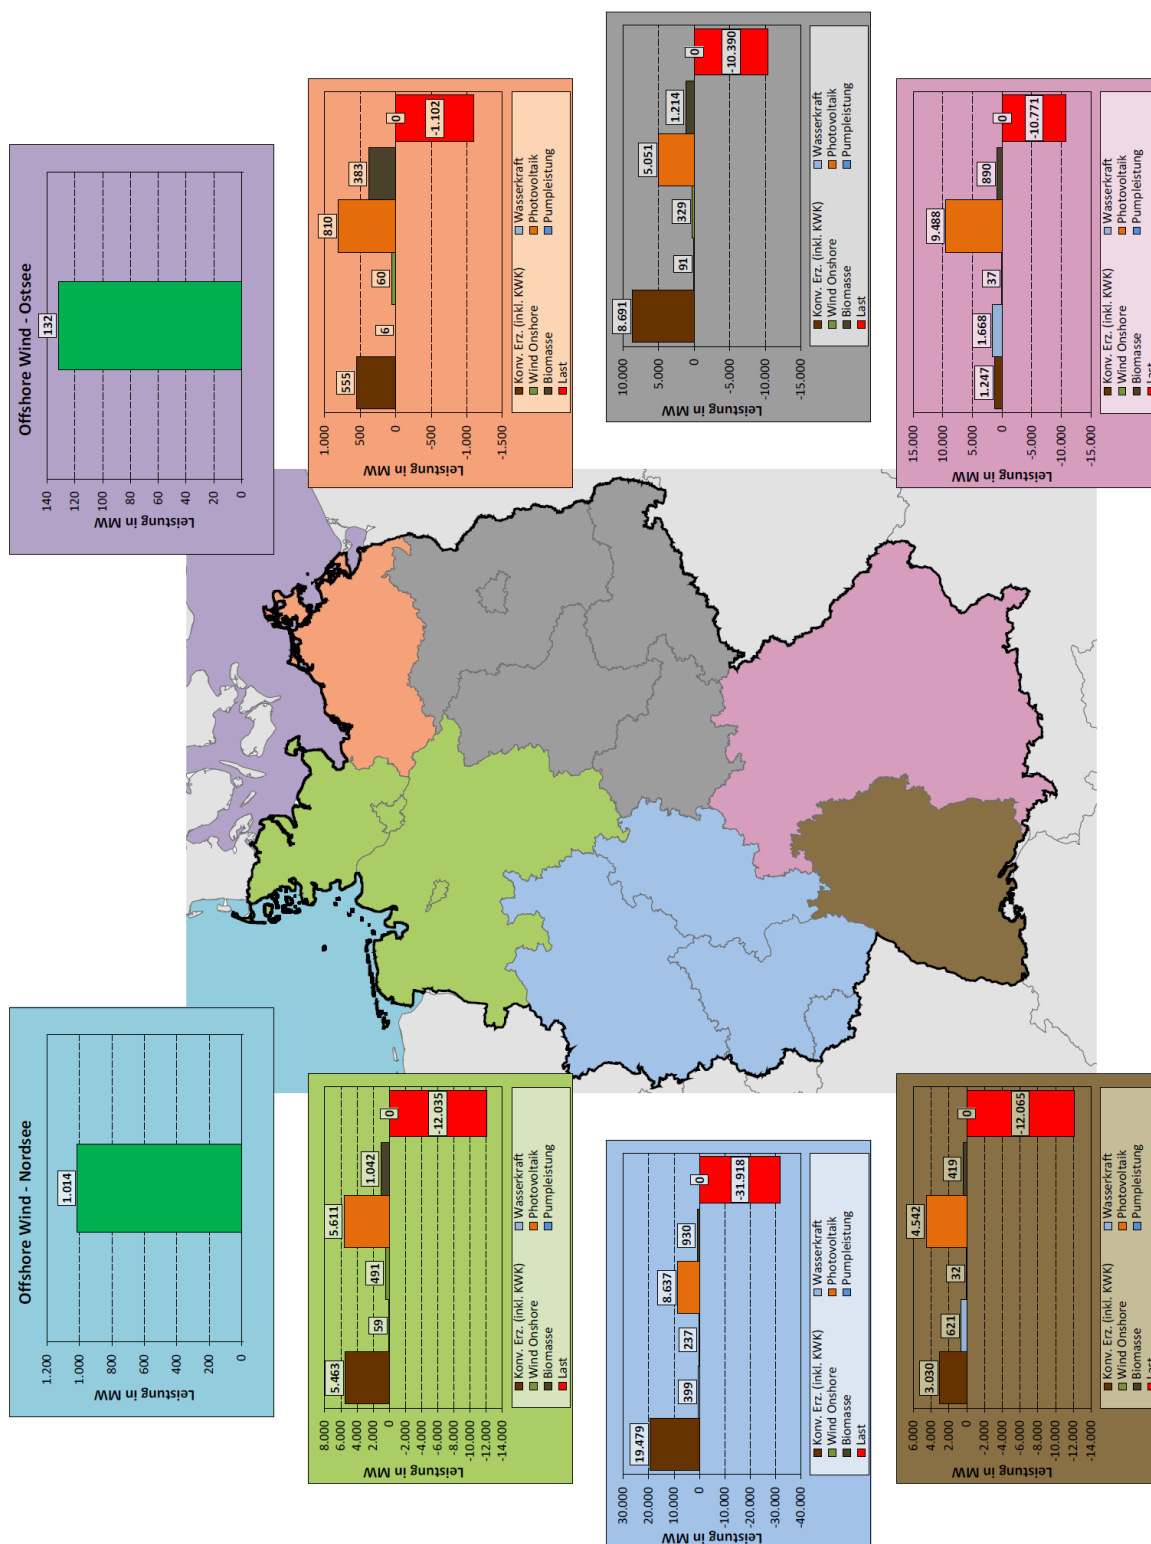 Offshore Wind - Nordsee
Leistung in MW
1.200
1.000
800
600
400
200
0
1.014
Offshore Wind - Ostsee
Leistung in MW
140
120
100
80
60
40
20
0
132
Leistung in MW
8.000
6.000
4.000
2.000
0
-2.000
-4.000
-6.000
-8.000
-10.000
-12.000
-14.000
5.463
59
491
5.611
1.042
0
-12.035
Konv. Erz. (inkl. KWK)
Wasserkraft
Wind Onshore
Photovoltaik
Biomasse
Pumpleistung
Last
Leistung in MW
1.000
500
0
-500
-1.000
-1.500
555
6
60
810
383
0
-1.102
Konv. Erz. (inkl. KWK)
Wasserkraft
Wind Onshore
Photovoltaik
Biomasse
Pumpleistung
Last
Leistung in MW
30.000
20.000
10.000
0
-10.000
-20.000
-30.000
-40.000
19.479
399
237
8.637
930
0
-31.918
Konv. Erz. (inkl. KWK)
Wasserkraft
Wind Onshore
Photovoltaik
Biomasse
Pumpleistung
Last
Leistung in MW
10.000
5.000
0
-5.000
-10.000
-15.000
8.691
91
329
5.051
1.214
0
-10.390
Konv. Erz. (inkl. KWK)
Wasserkraft
Wind Onshore
Photovoltaik
Biomasse
Pumpleistung
Last
Leistung in MW
6.000
4.000
2.000
0
-2.000
-4.000
-6.000
-8.000
-10.000
-12.000
-14.000
3.030
621
32
4.542
419
0
-12.065
Konv. Erz. (inkl. KWK)
Wasserkraft
Wind Onshore
Photovoltaik
Biomasse
Pumpleistung
Last
Leistung in MW
15.000
10.000
5.000
0
-5.000
-10.000
-15.000
1.247
1.668
37
9.488
890
0
-10.771
Konv. Erz. (inkl. KWK)
Wasserkraft
Wind Onshore
Photovoltaik
Biomasse
Pumpleistung
Last